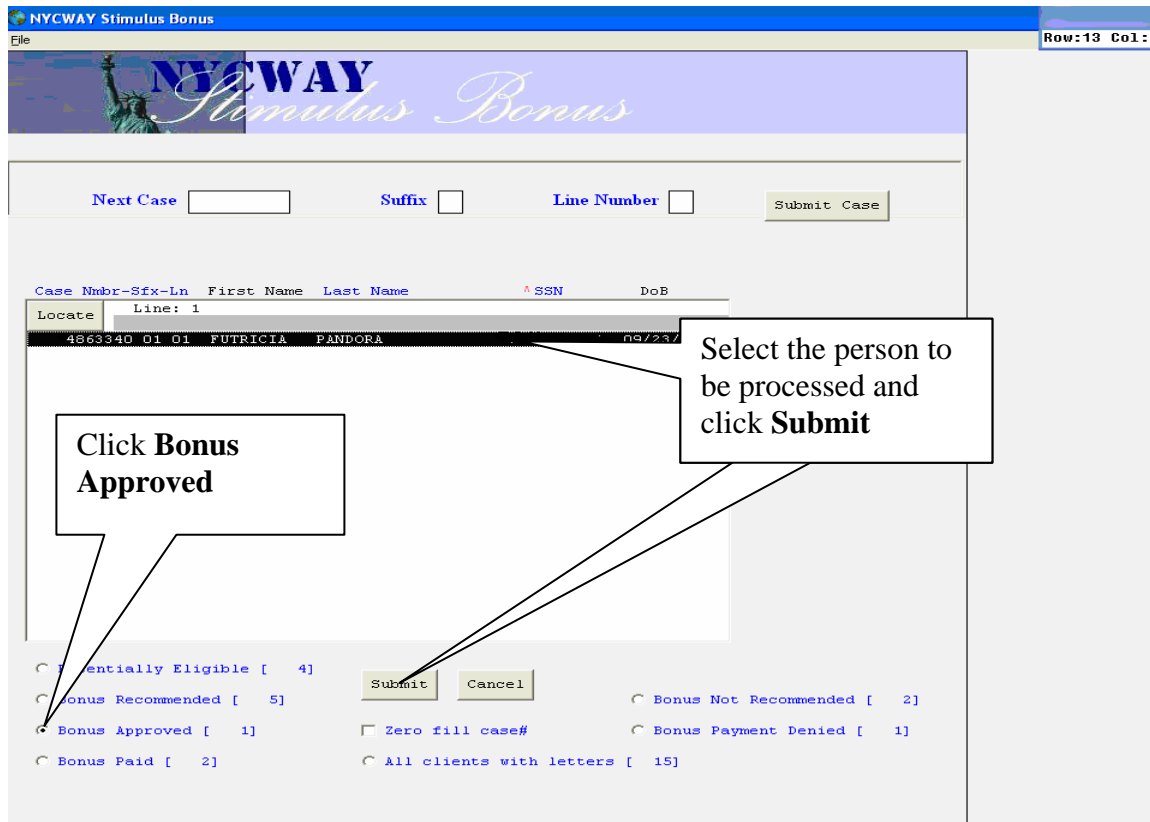 NYCWAY Stimulus Bonus
File
Row:13 Col:
NYCWAY
Stimulus Bonus
Next Case Suffix Line Number Submit Case
Case Nmbr-Sfx-Ln First Name Last Name ^SSN DoB
Locate Line: 1
4863340 01 01 FUTRICIA PANDORA 09/23/
Select the person to
be processed and
click Submit
Click Bonus
Approved
Eligible [ 4]
Submit Cancel
Bonus Recommended [ 5] Bonus Not Recommended [ 2]
Bonus Approved [ 1] Zero fill case# Bonus Payment Denied [ 1]
Bonus Paid [ 2] All clients with letters [ 15]